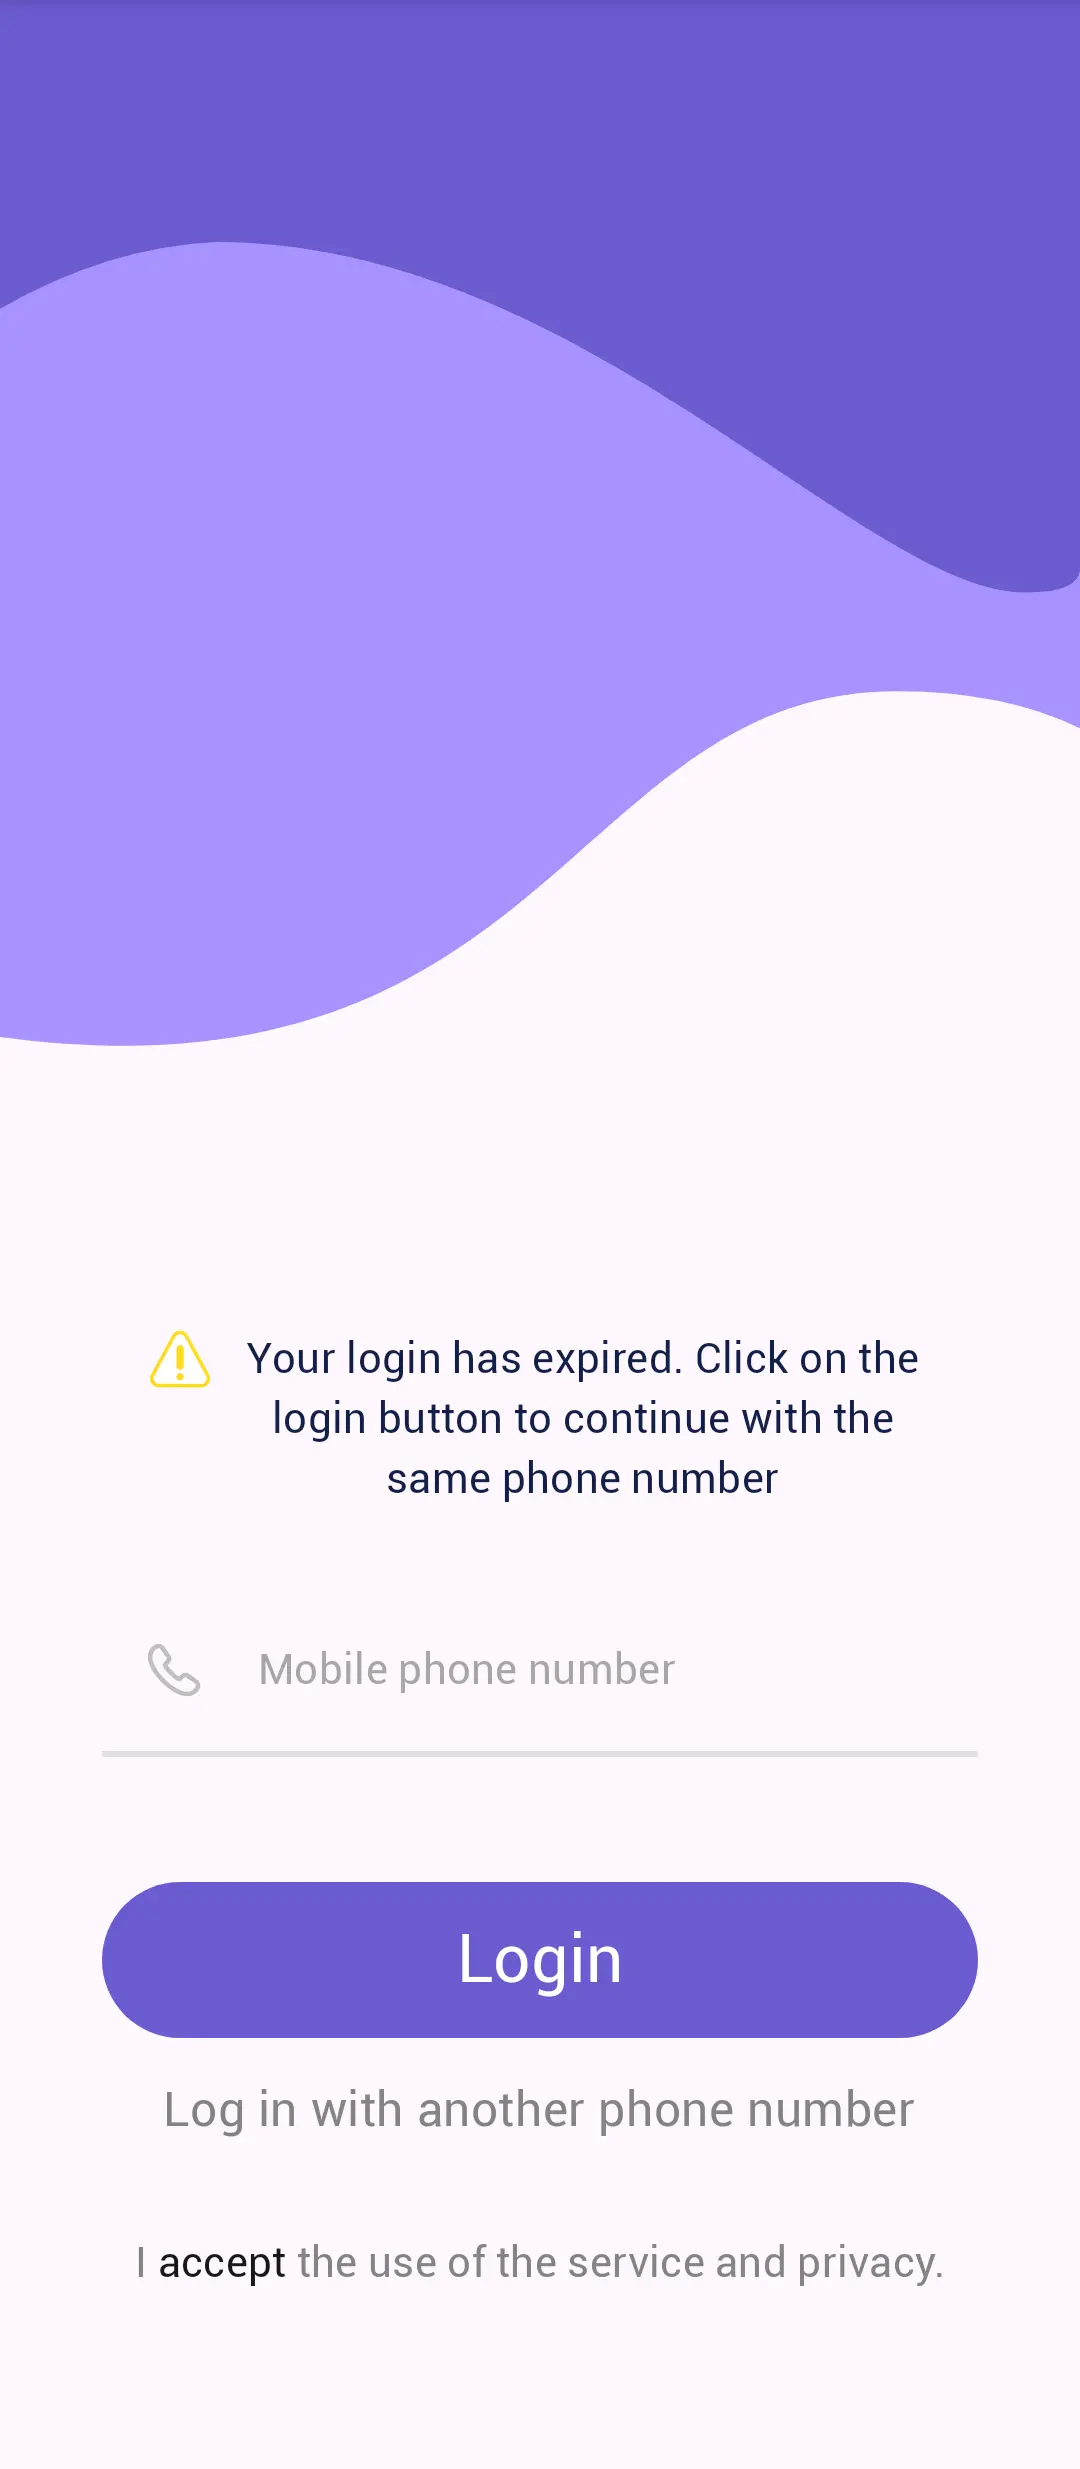 Your login has expired. Click on the
login button to continue with the
same phone number
Mobile phone number
Login
Log in with another phone number
I accept the use of the service and privacy.